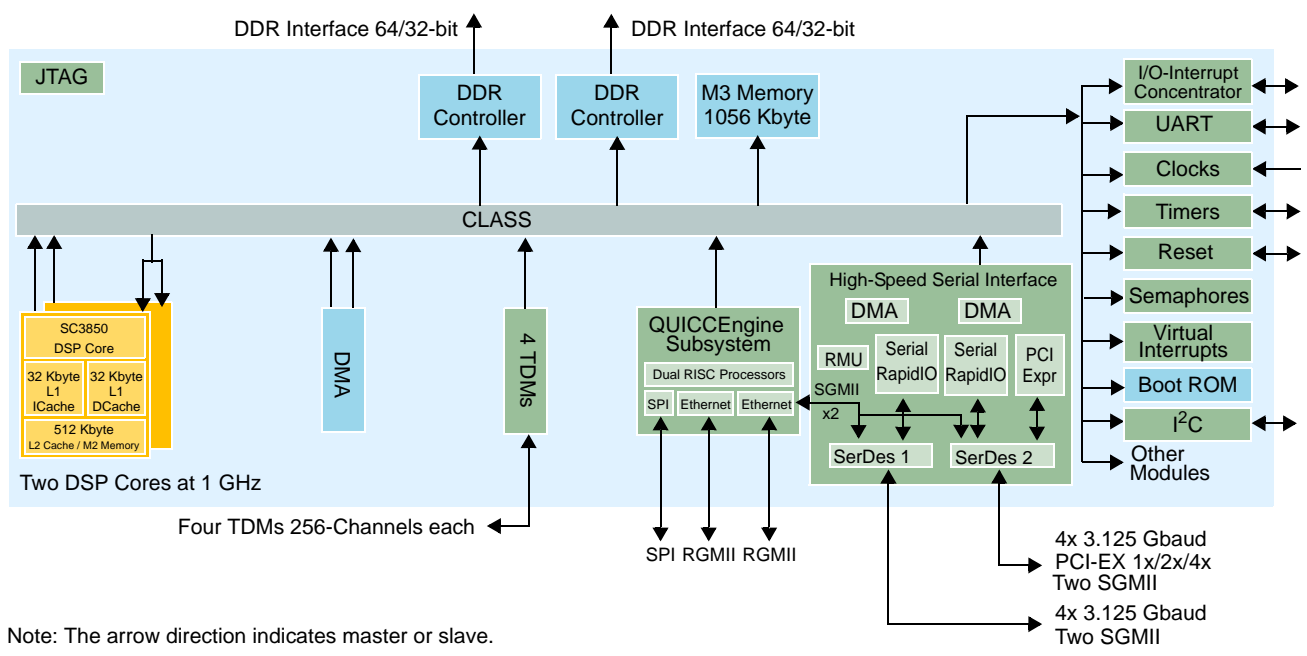 DDR Interface 64/32-bit
DDR Interface 64/32-bit
JTAG
DDR
Controller
DDR
Controller
M3 Memory
1056 Kbyte
I/O-Interrupt
Concentrator
UART
Clocks
Timers
Reset
Semaphores
Virtual
Interrupts
Boot ROM
I²C
Other
Modules
CLASS
SC3850
DSP Core
32 Kbyte
L1
ICache
32 Kbyte
L1
DCache
512 Kbyte
L2 Cache / M2 Memory
Two DSP Cores at 1 GHz
DMA
4 TDMs
Four TDMs 256-Channels each
QUICCEngine
Subsystem
Dual RISC Processors
SPI
Ethernet
Ethernet
SPI
RGMII
RGMII
High-Speed Serial Interface
DMA
DMA
RMU
Serial
RapidIO
Serial
RapidIO
PCI
Expr
SGMII
x2
SerDes 1
SerDes 2
4x 3.125 Gbaud
PCI-EX 1x/2x/4x
Two SGMII
4x 3.125 Gbaud
Two SGMII
Note: The arrow direction indicates master or slave.